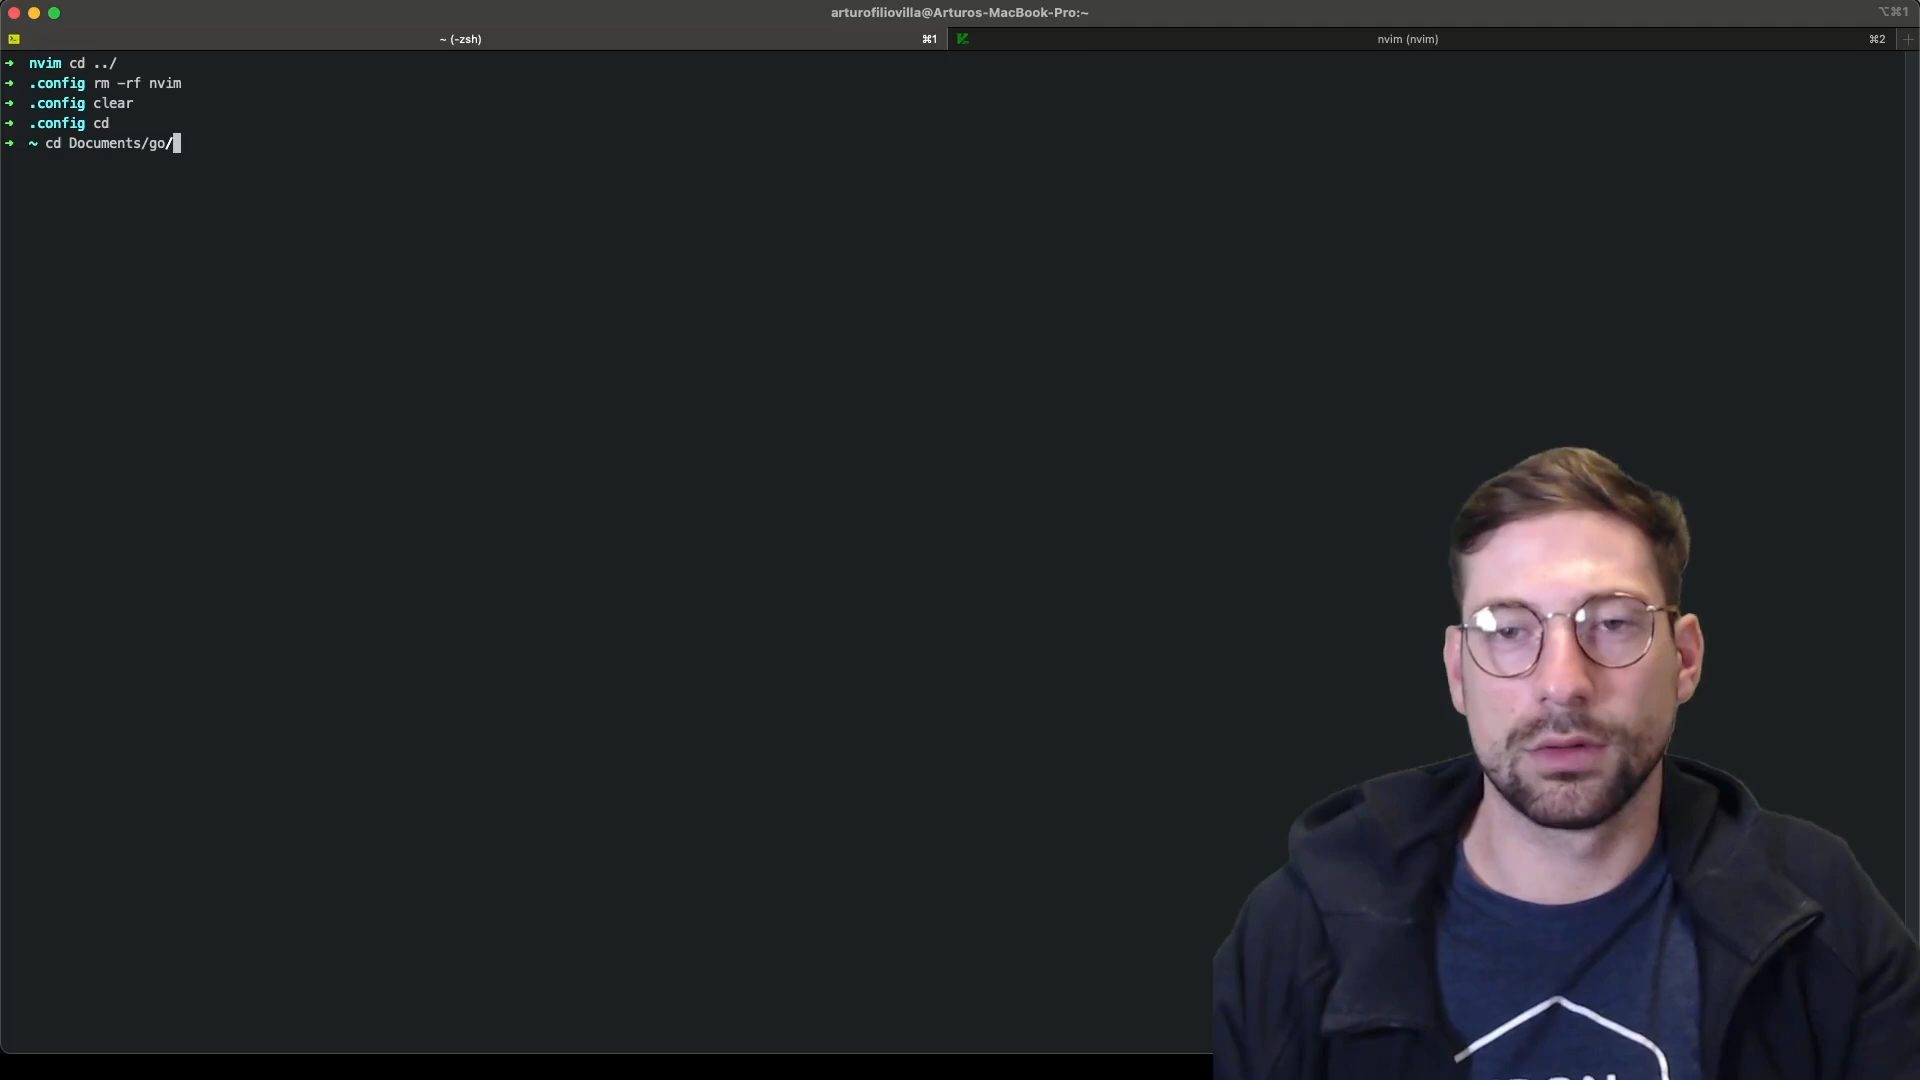 arturofiliovilla@Arturos-MacBook-Pro:~
⌥⌘1
~ (-zsh)
⌘1
nvim (nvim)
⌘2
➜ nvim cd ../
➜ .config rm -rf nvim
➜ .config clear
➜ .config cd
➜ ~ cd Documents/go/